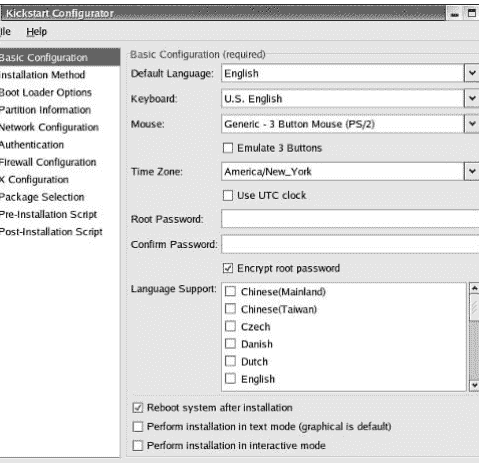 Kickstart Configurator
ile Help
Basic Configuration
Installation Method
Boot Loader Options
Partition Information
Network Configuration
Authentication
Firewall Configuration
X Configuration
Package Selection
Pre-Installation Script
Post-Installation Script
Basic Configuration (required)
Default Language: English
Keyboard: U.S. English
Mouse: Generic - 3 Button Mouse (PS/2)
Emulate 3 Buttons
Time Zone: America/New_York
Use UTC clock
Root Password:
Confirm Password:
Encrypt root password
Language Support: Chinese(Mainland)
Chinese(Taiwan)
Czech
Danish
Dutch
English
Reboot system after installation
Perform installation in text mode (graphical is default)
Perform installation in interactive mode